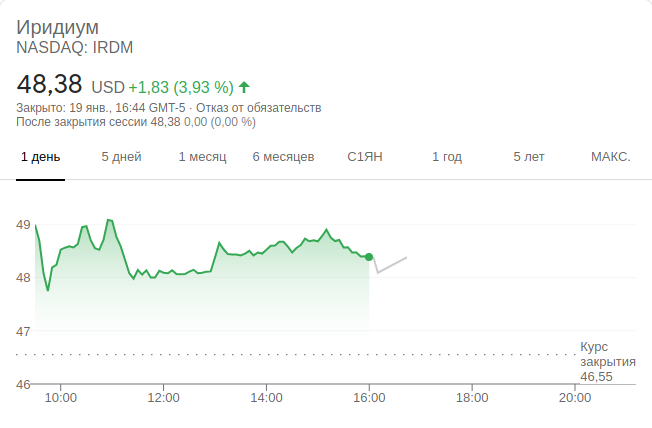 Иридиум
NASDAQ: IRDM
48,38 USD +1,83 (3,93 %)
Закрыто: 19 янв., 16:44 GMT-5 · Отказ от обязательств
После закрытия сессии 48,38 0,00 (0,00 %)
1 день 5 дней 1 месяц 6 месяцев С1ЯН 1 год 5 лет МАКС.
49
48
47
Курс
закрытия
46,55
46
10:00 12:00 14:00 16:00 18:00 20:00